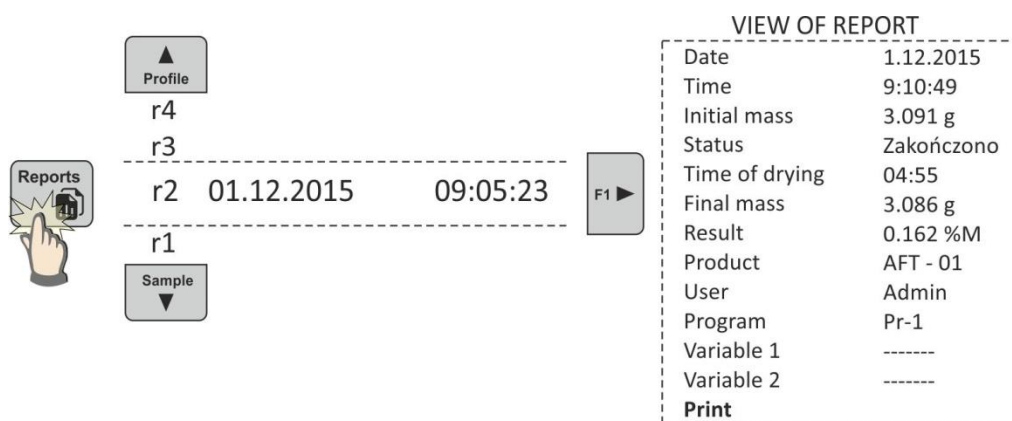 Reports
Profile
r4
r3
r2 01.12.2015 09:05:23
r1
Sample
F1
VIEW OF REPORT
Date 1.12.2015
Time 9:10:49
Initial mass 3.091 g
Status Zakończono
Time of drying 04:55
Final mass 3.086 g
Result 0.162 %M
Product AFT - 01
User Admin
Program Pr-1
Variable 1 -------
Variable 2 -------
Print